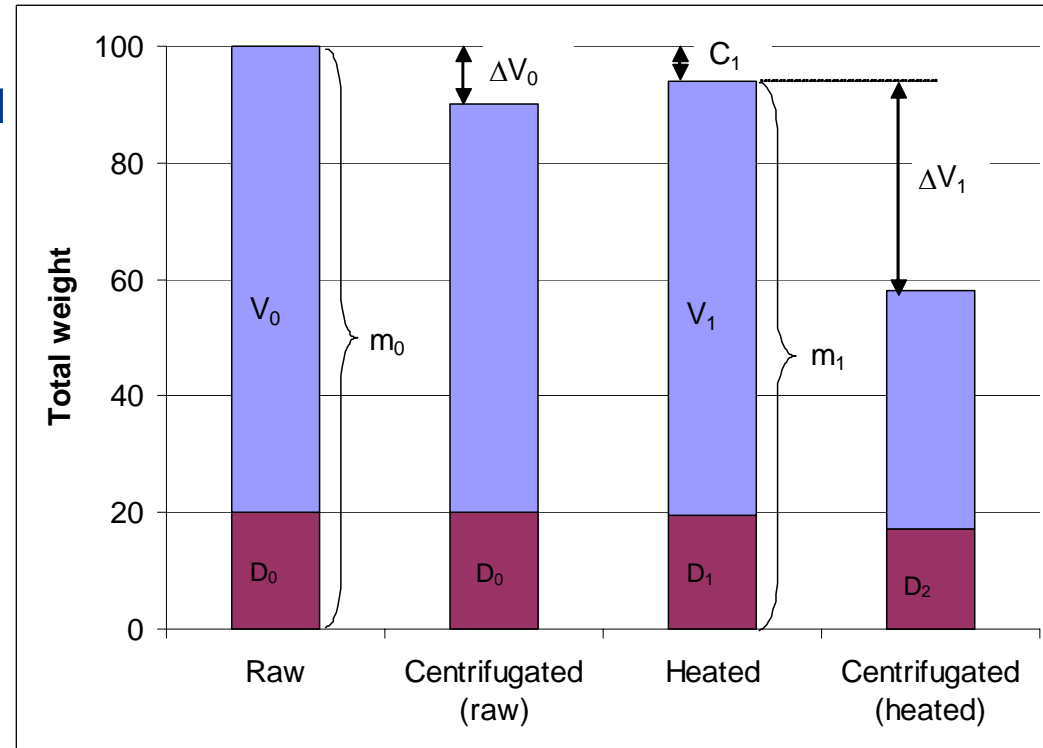 Total weight
100
80
60
40
20
0
V₀
D₀
m₀
ΔV₀
D₀
C₁
V₁
D₁
m₁
ΔV₁
D₂
Raw
Centrifugated
(raw)
Heated
Centrifugated
(heated)